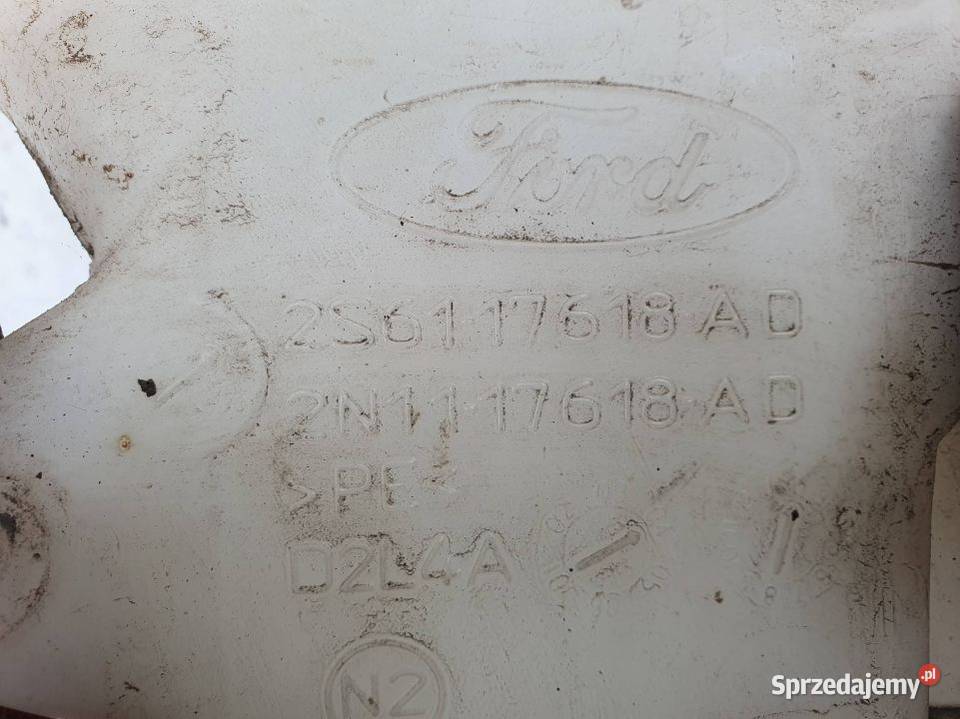 Ford
2S61 17618 AD
2N11 17618 AD
>PE<
D2L4A
N2
Sprzedajemy.pl